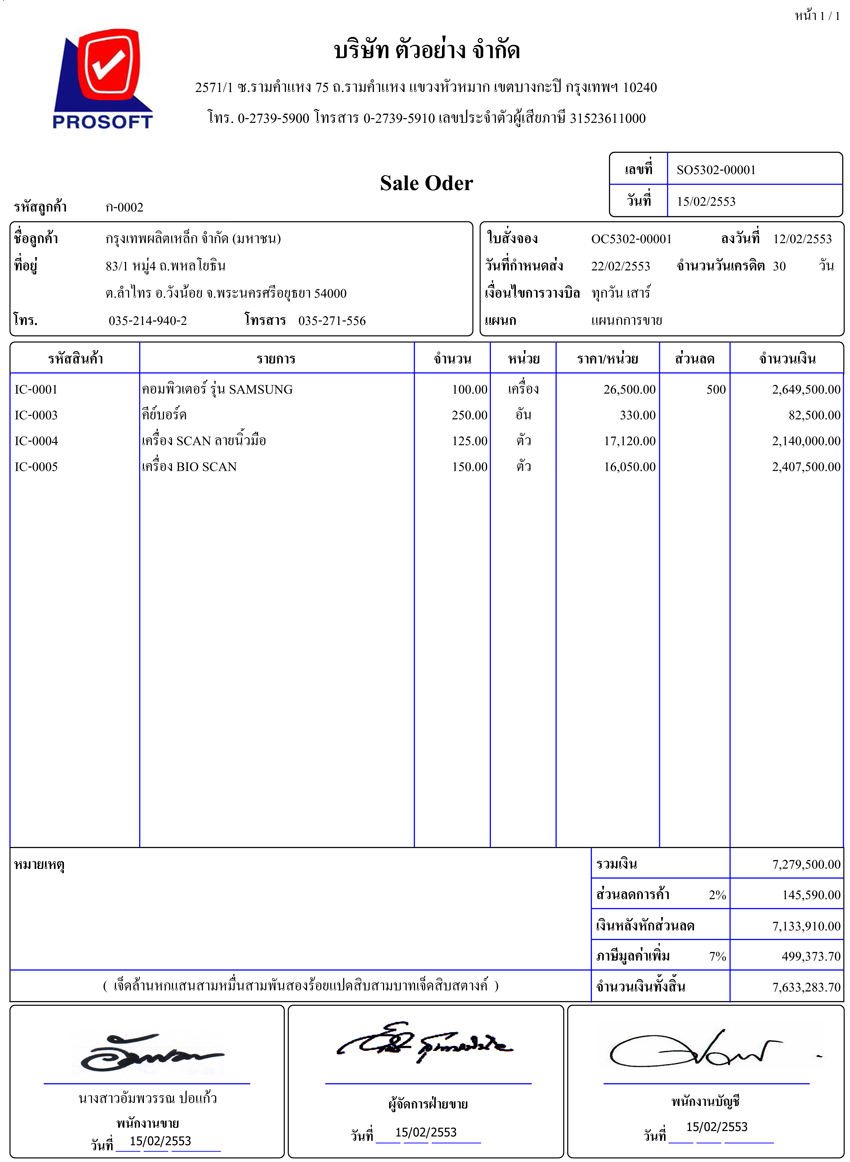 หน้า 1 / 1
PROSOFT
บริษัท ตัวอย่าง จำกัด
2571/1 ซ.รามคำแหง 75 ถ.รามคำแหง แขวงหัวหมาก เขตบางกะปิ กรุงเทพฯ 10240
โทร. 0-2739-5900 โทรสาร 0-2739-5910 เลขประจำตัวผู้เสียภาษี 31523611000
Sale Oder
เลขที่ SO5302-00001
วันที่ 15/02/2553
รหัสลูกค้า ก-0002
ชื่อลูกค้า กรุงเทพผลิตเหล็ก จำกัด (มหาชน)
ที่อยู่ 83/1 หมู่4 ถ.พหลโยธิน
ต.ลำไทร อ.วังน้อย จ.พระนครศรีอยุธยา 54000
โทร. 035-214-940-2 โทรสาร 035-271-556
ใบสั่งจอง OC5302-00001 ลงวันที่ 12/02/2553
วันที่กำหนดส่ง 22/02/2553 จำนวนวันเครดิต 30 วัน
เงื่อนไขการวางบิล ทุกวัน เสาร์
แผนก แผนกการขาย
รหัสสินค้า รายการ จำนวน หน่วย ราคา/หน่วย ส่วนลด จำนวนเงิน
IC-0001 คอมพิวเตอร์ รุ่น SAMSUNG 100.00 เครื่อง 26,500.00 500 2,649,500.00
IC-0003 คีย์บอร์ด 250.00 อัน 330.00 82,500.00
IC-0004 เครื่อง SCAN ลายนิ้วมือ 125.00 ตัว 17,120.00 2,140,000.00
IC-0005 เครื่อง BIO SCAN 150.00 ตัว 16,050.00 2,407,500.00
หมายเหตุ
รวมเงิน 7,279,500.00
ส่วนลดการค้า 2% 145,590.00
เงินหลังหักส่วนลด 7,133,910.00
ภาษีมูลค่าเพิ่ม 7% 499,373.70
( เจ็ดล้านหกแสนสามหมื่นสามพันสองร้อยแปดสิบสามบาทเจ็ดสิบสตางค์ )
จำนวนเงินทั้งสิ้น 7,633,283.70
นางสาวอัมพวรรณ ปอแก้ว
พนักงานขาย
วันที่ 15/02/2553
ผู้จัดการฝ่ายขาย
วันที่ 15/02/2553
พนักงานบัญชี
วันที่ 15/02/2553